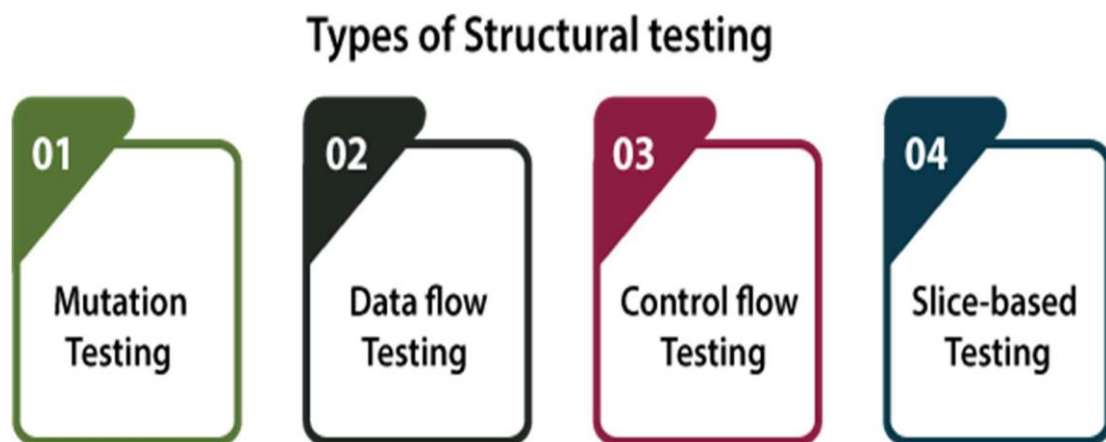 Types of Structural testing
01
Mutation
Testing
02
Data flow
Testing
03
Control flow
Testing
04
Slice-based
Testing